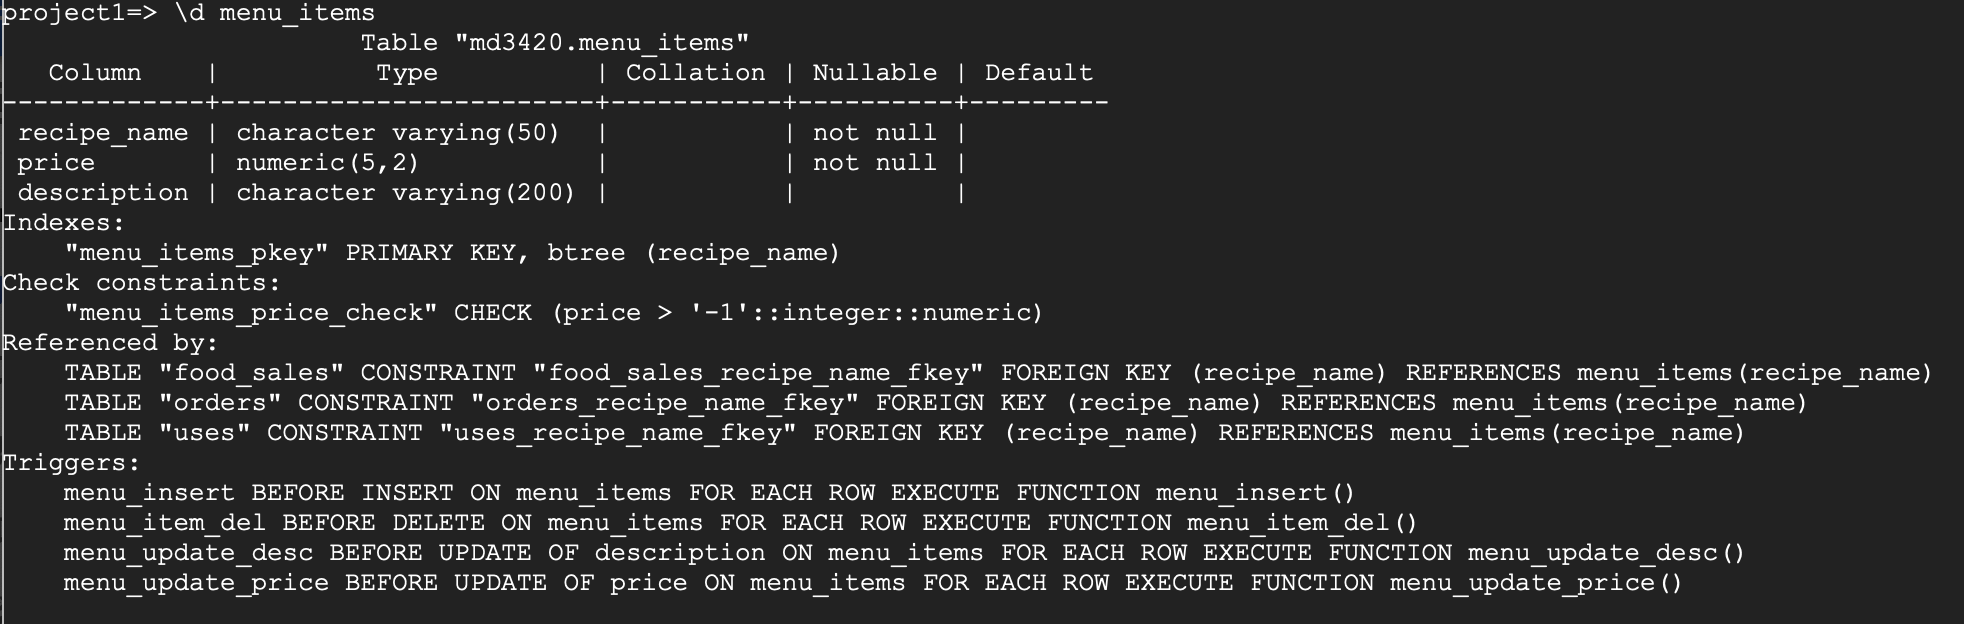 project1=> \d menu_items
Table "md3420.menu_items"
Column | Type | Collation | Nullable | Default
-------------+------------------------+-----------+----------+---------
recipe_name | character varying(50) | | not null |
price | numeric(5,2) | | not null |
description | character varying(200) | | |
Indexes:
"menu_items_pkey" PRIMARY KEY, btree (recipe_name)
Check constraints:
"menu_items_price_check" CHECK (price > '-1'::integer::numeric)
Referenced by:
TABLE "food_sales" CONSTRAINT "food_sales_recipe_name_fkey" FOREIGN KEY (recipe_name) REFERENCES menu_items(recipe_name)
TABLE "orders" CONSTRAINT "orders_recipe_name_fkey" FOREIGN KEY (recipe_name) REFERENCES menu_items(recipe_name)
TABLE "uses" CONSTRAINT "uses_recipe_name_fkey" FOREIGN KEY (recipe_name) REFERENCES menu_items(recipe_name)
Triggers:
menu_insert BEFORE INSERT ON menu_items FOR EACH ROW EXECUTE FUNCTION menu_insert()
menu_item_del BEFORE DELETE ON menu_items FOR EACH ROW EXECUTE FUNCTION menu_item_del()
menu_update_desc BEFORE UPDATE OF description ON menu_items FOR EACH ROW EXECUTE FUNCTION menu_update_desc()
menu_update_price BEFORE UPDATE OF price ON menu_items FOR EACH ROW EXECUTE FUNCTION menu_update_price()